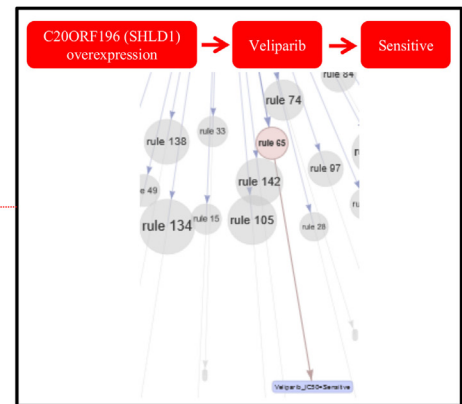 C20ORF196 (SHLD1)
overexpression
Veliparib
Sensitive
rule 84
rule 74
rule 33
rule 138
rule 65
rule 97
rule 142
rule 49
rule 105
rule 15
rule 134
rule 28
Veliparib_IC50=Sensitive